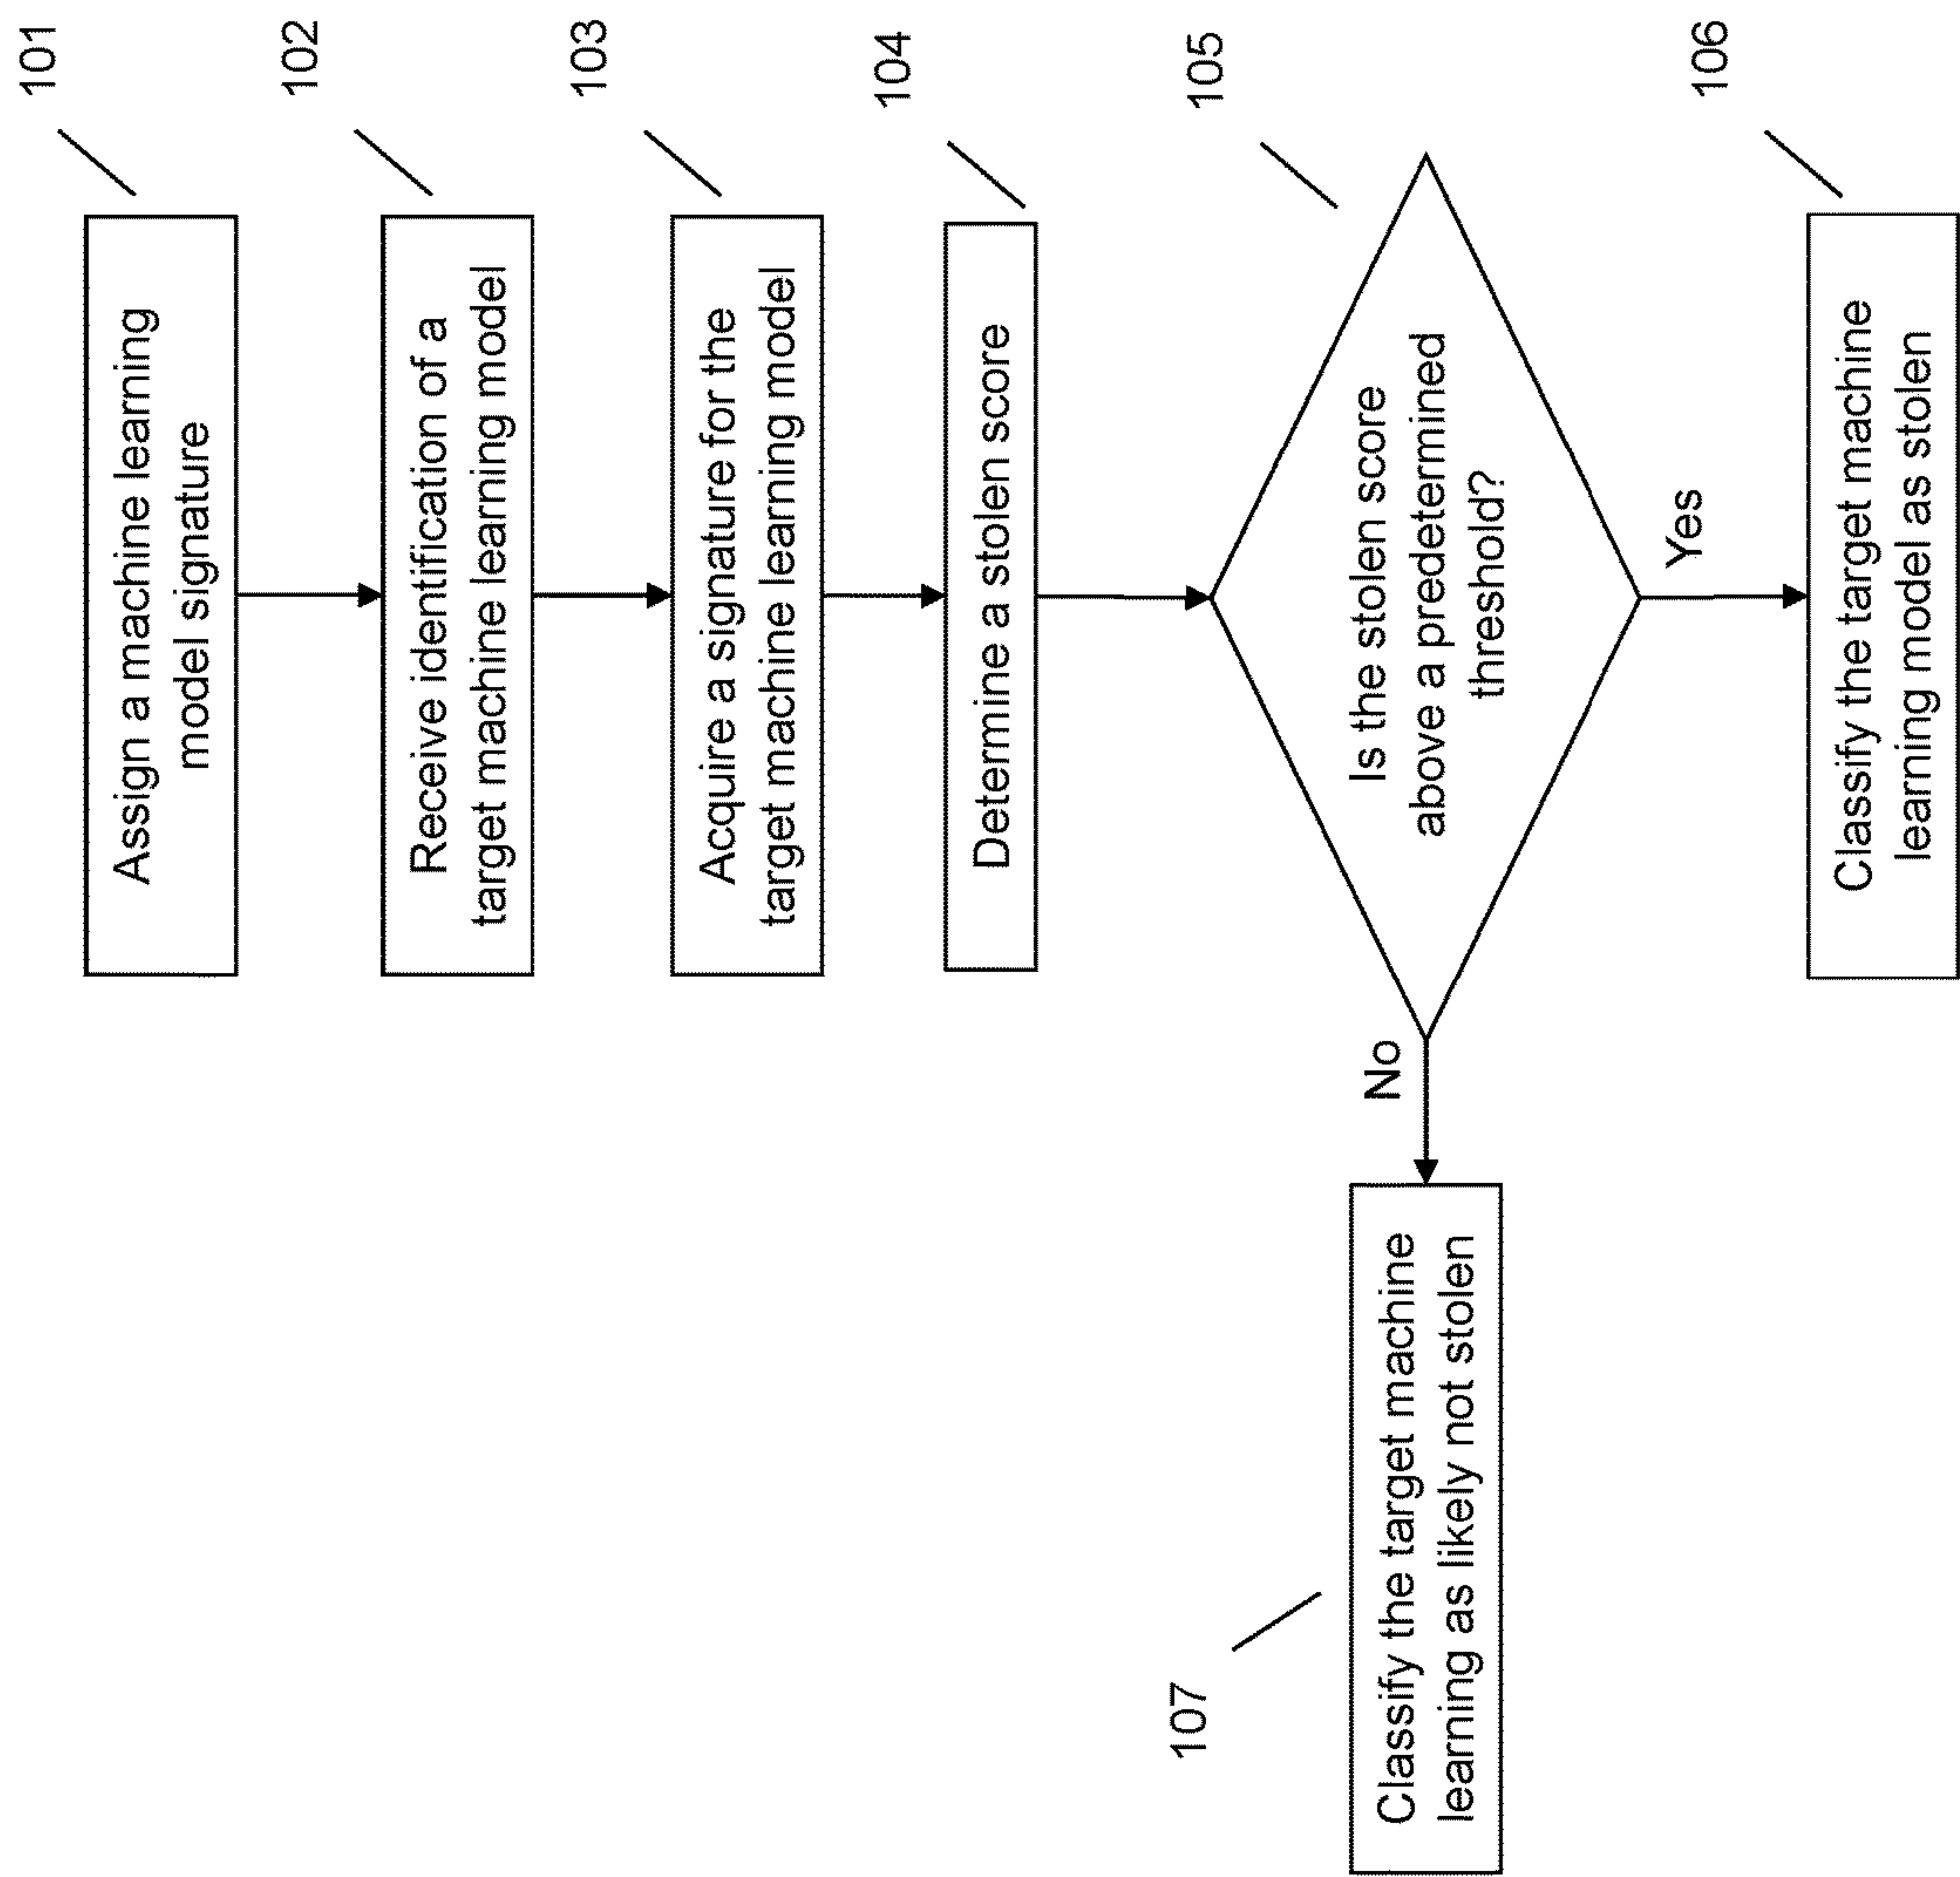 101
Assign a machine learning
model signature
102
Receive identification of a
target machine learning model
103
Acquire a signature for the
target machine learning model
104
Determine a stolen score
105
Is the stolen score
above a predetermined
threshold?
No
Yes
107
Classify the target machine
learning as likely not stolen
106
Classify the target machine
learning model as stolen